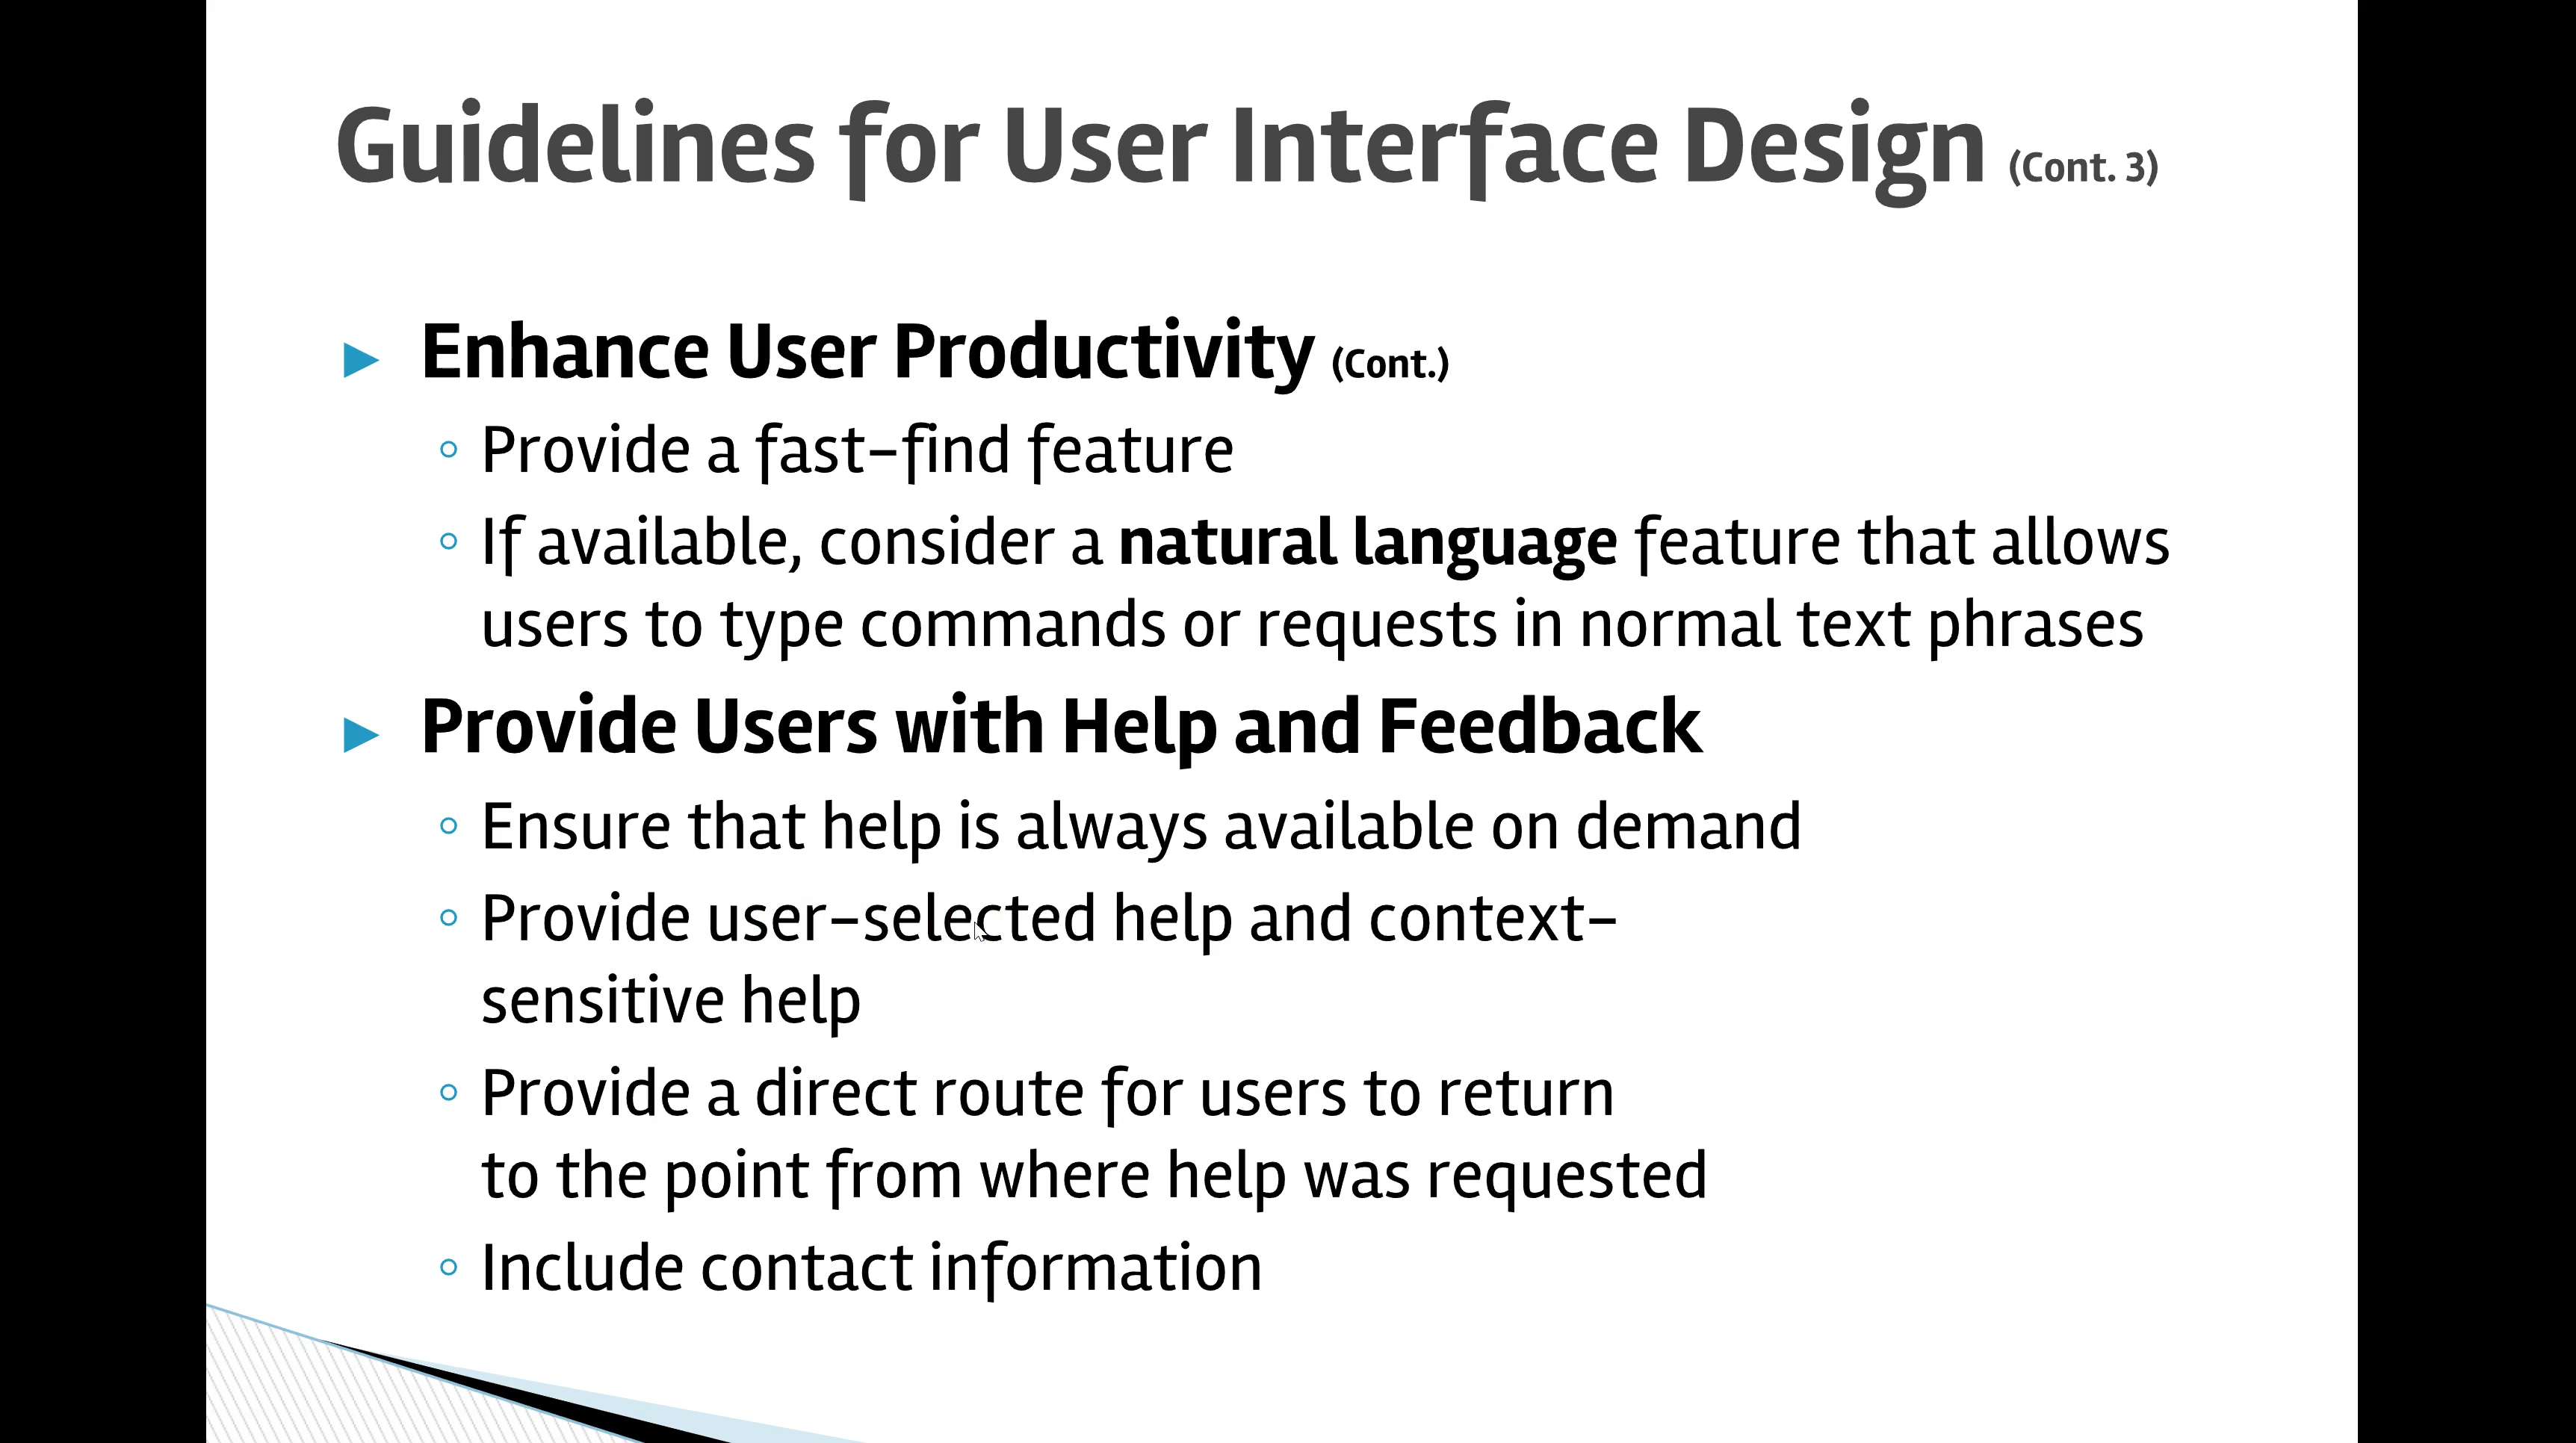 Guidelines for User Interface Design (Cont. 3)
► Enhance User Productivity (Cont.)
◦ Provide a fast-find feature
◦ If available, consider a natural language feature that allows
users to type commands or requests in normal text phrases
► Provide Users with Help and Feedback
◦ Ensure that help is always available on demand
◦ Provide user-selected help and context-
sensitive help
◦ Provide a direct route for users to return
to the point from where help was requested
◦ Include contact information